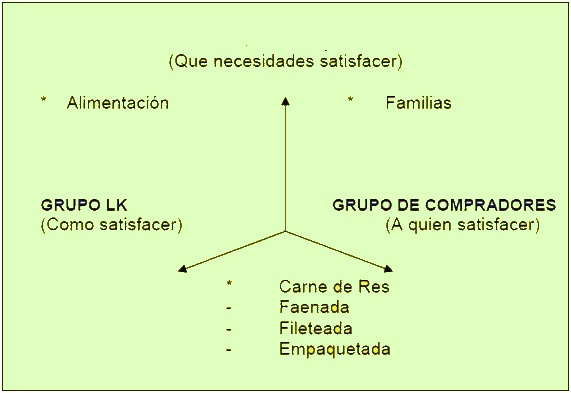 (Que necesidades satisfacer)
* Alimentación * Familias
GRUPO LK GRUPO DE COMPRADORES
(Como satisfacer) (A quien satisfacer)
* Carne de Res
- Faenada
- Fileteada
- Empaquetada